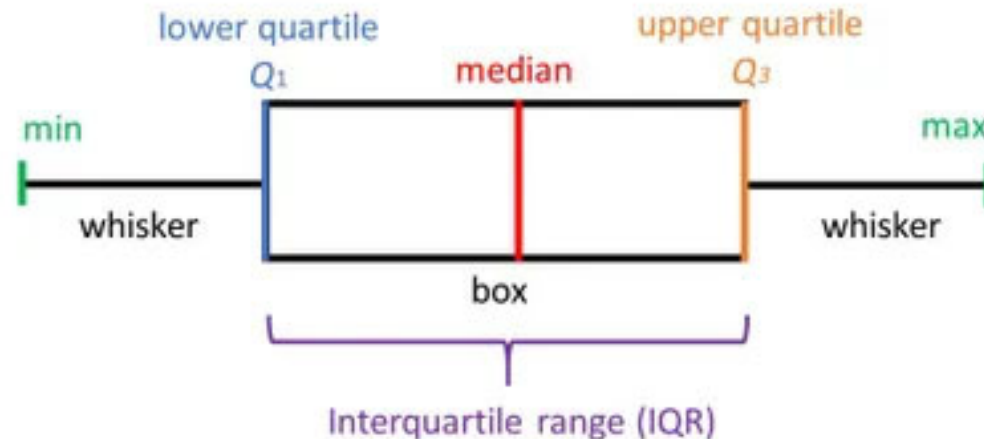 lower quartile
Q1
median
upper quartile
Q3
min
max
whisker
whisker
box
Interquartile range (IQR)